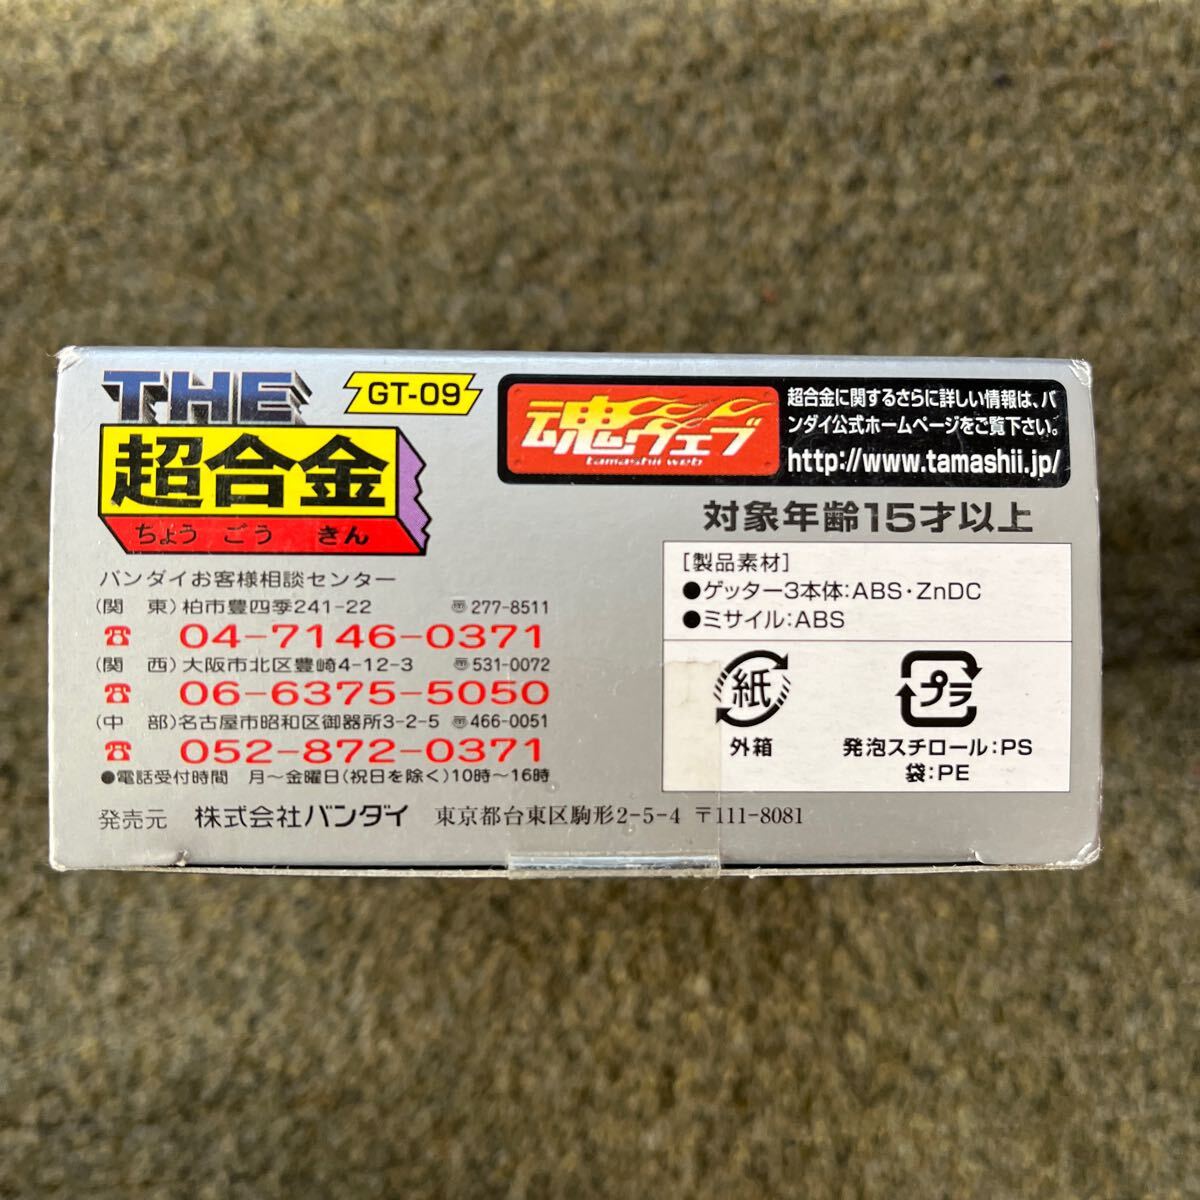 THE
GT-09
超合金
ちょう ごう きん
魂ウェブ
tamashii web
超合金に関するさらに詳しい情報は、バ
ンダイ公式ホームページをご覧下さい。
http://www.tamashii.jp/
対象年齢15才以上
バンダイお客様相談センター
(関 東)柏市豊四季241-22 〠277-8511
☎ 04-7146-0371
(関 西)大阪市北区豊崎4-12-3 〠531-0072
☎ 06-6375-5050
(中 部)名古屋市昭和区御器所3-2-5 〠466-0051
☎ 052-872-0371
●電話受付時間 月〜金曜日(祝日を除く)10時〜16時
発売元 株式会社バンダイ 東京都台東区駒形2-5-4 〒111-8081
[製品素材]
●ゲッター3本体:ABS・ZnDC
●ミサイル:ABS
紙
外箱
プラ
発泡スチロール:PS
袋:PE